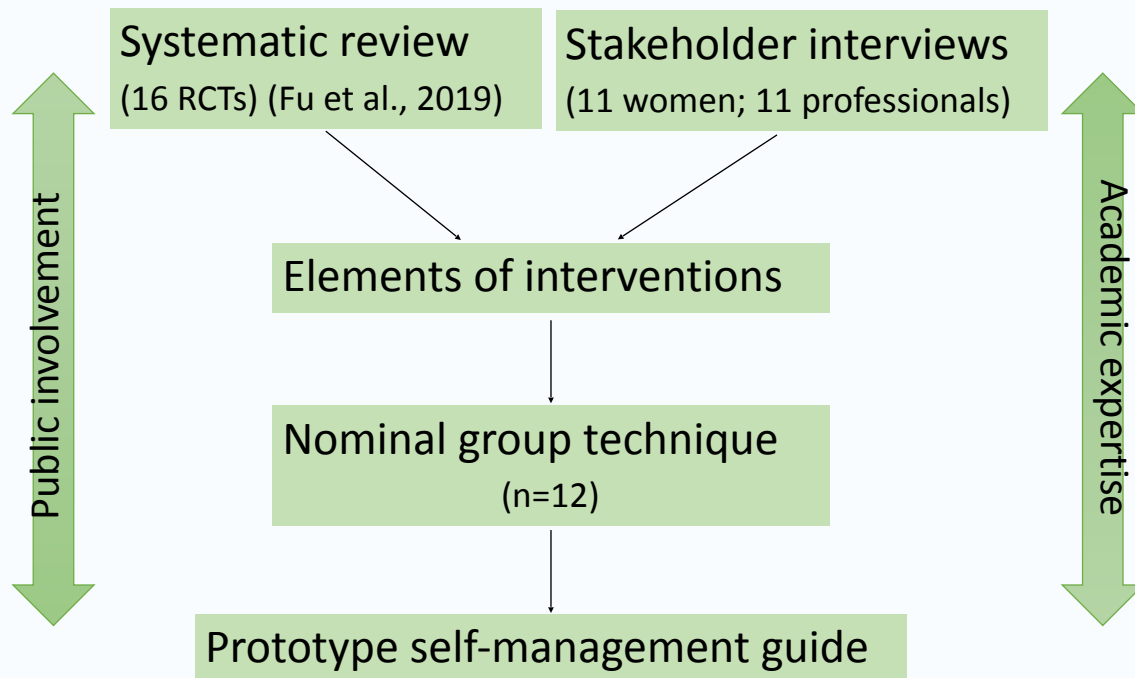 Systematic review
(16 RCTs) (Fu et al., 2019)
Stakeholder interviews
(11 women; 11 professionals)
Public involvement
Academic expertise
Elements of interventions
Nominal group technique
(n=12)
Prototype self-management guide